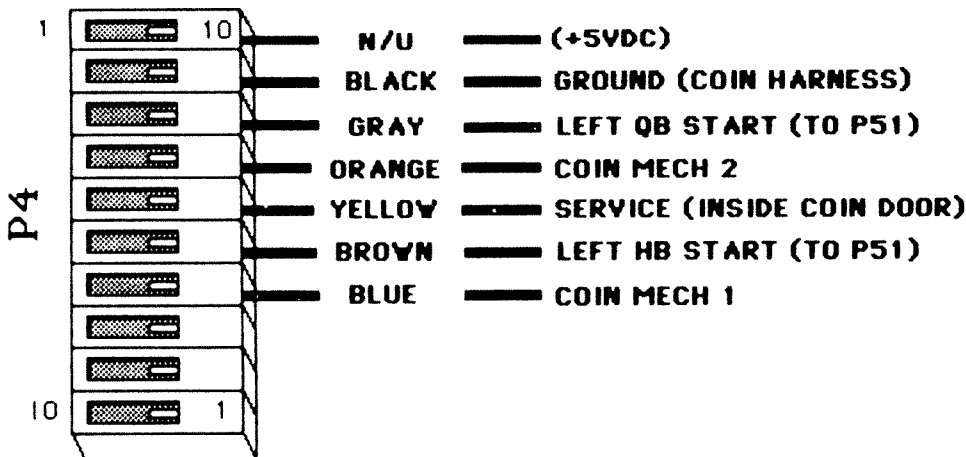 1 10 N/U (+5VDC)
BLACK GROUND (COIN HARNESS)
GRAY LEFT QB START (TO P51)
ORANGE COIN MECH 2
YELLOW SERVICE (INSIDE COIN DOOR)
BROWN LEFT HB START (TO P51)
BLUE COIN MECH 1
10 1
P4